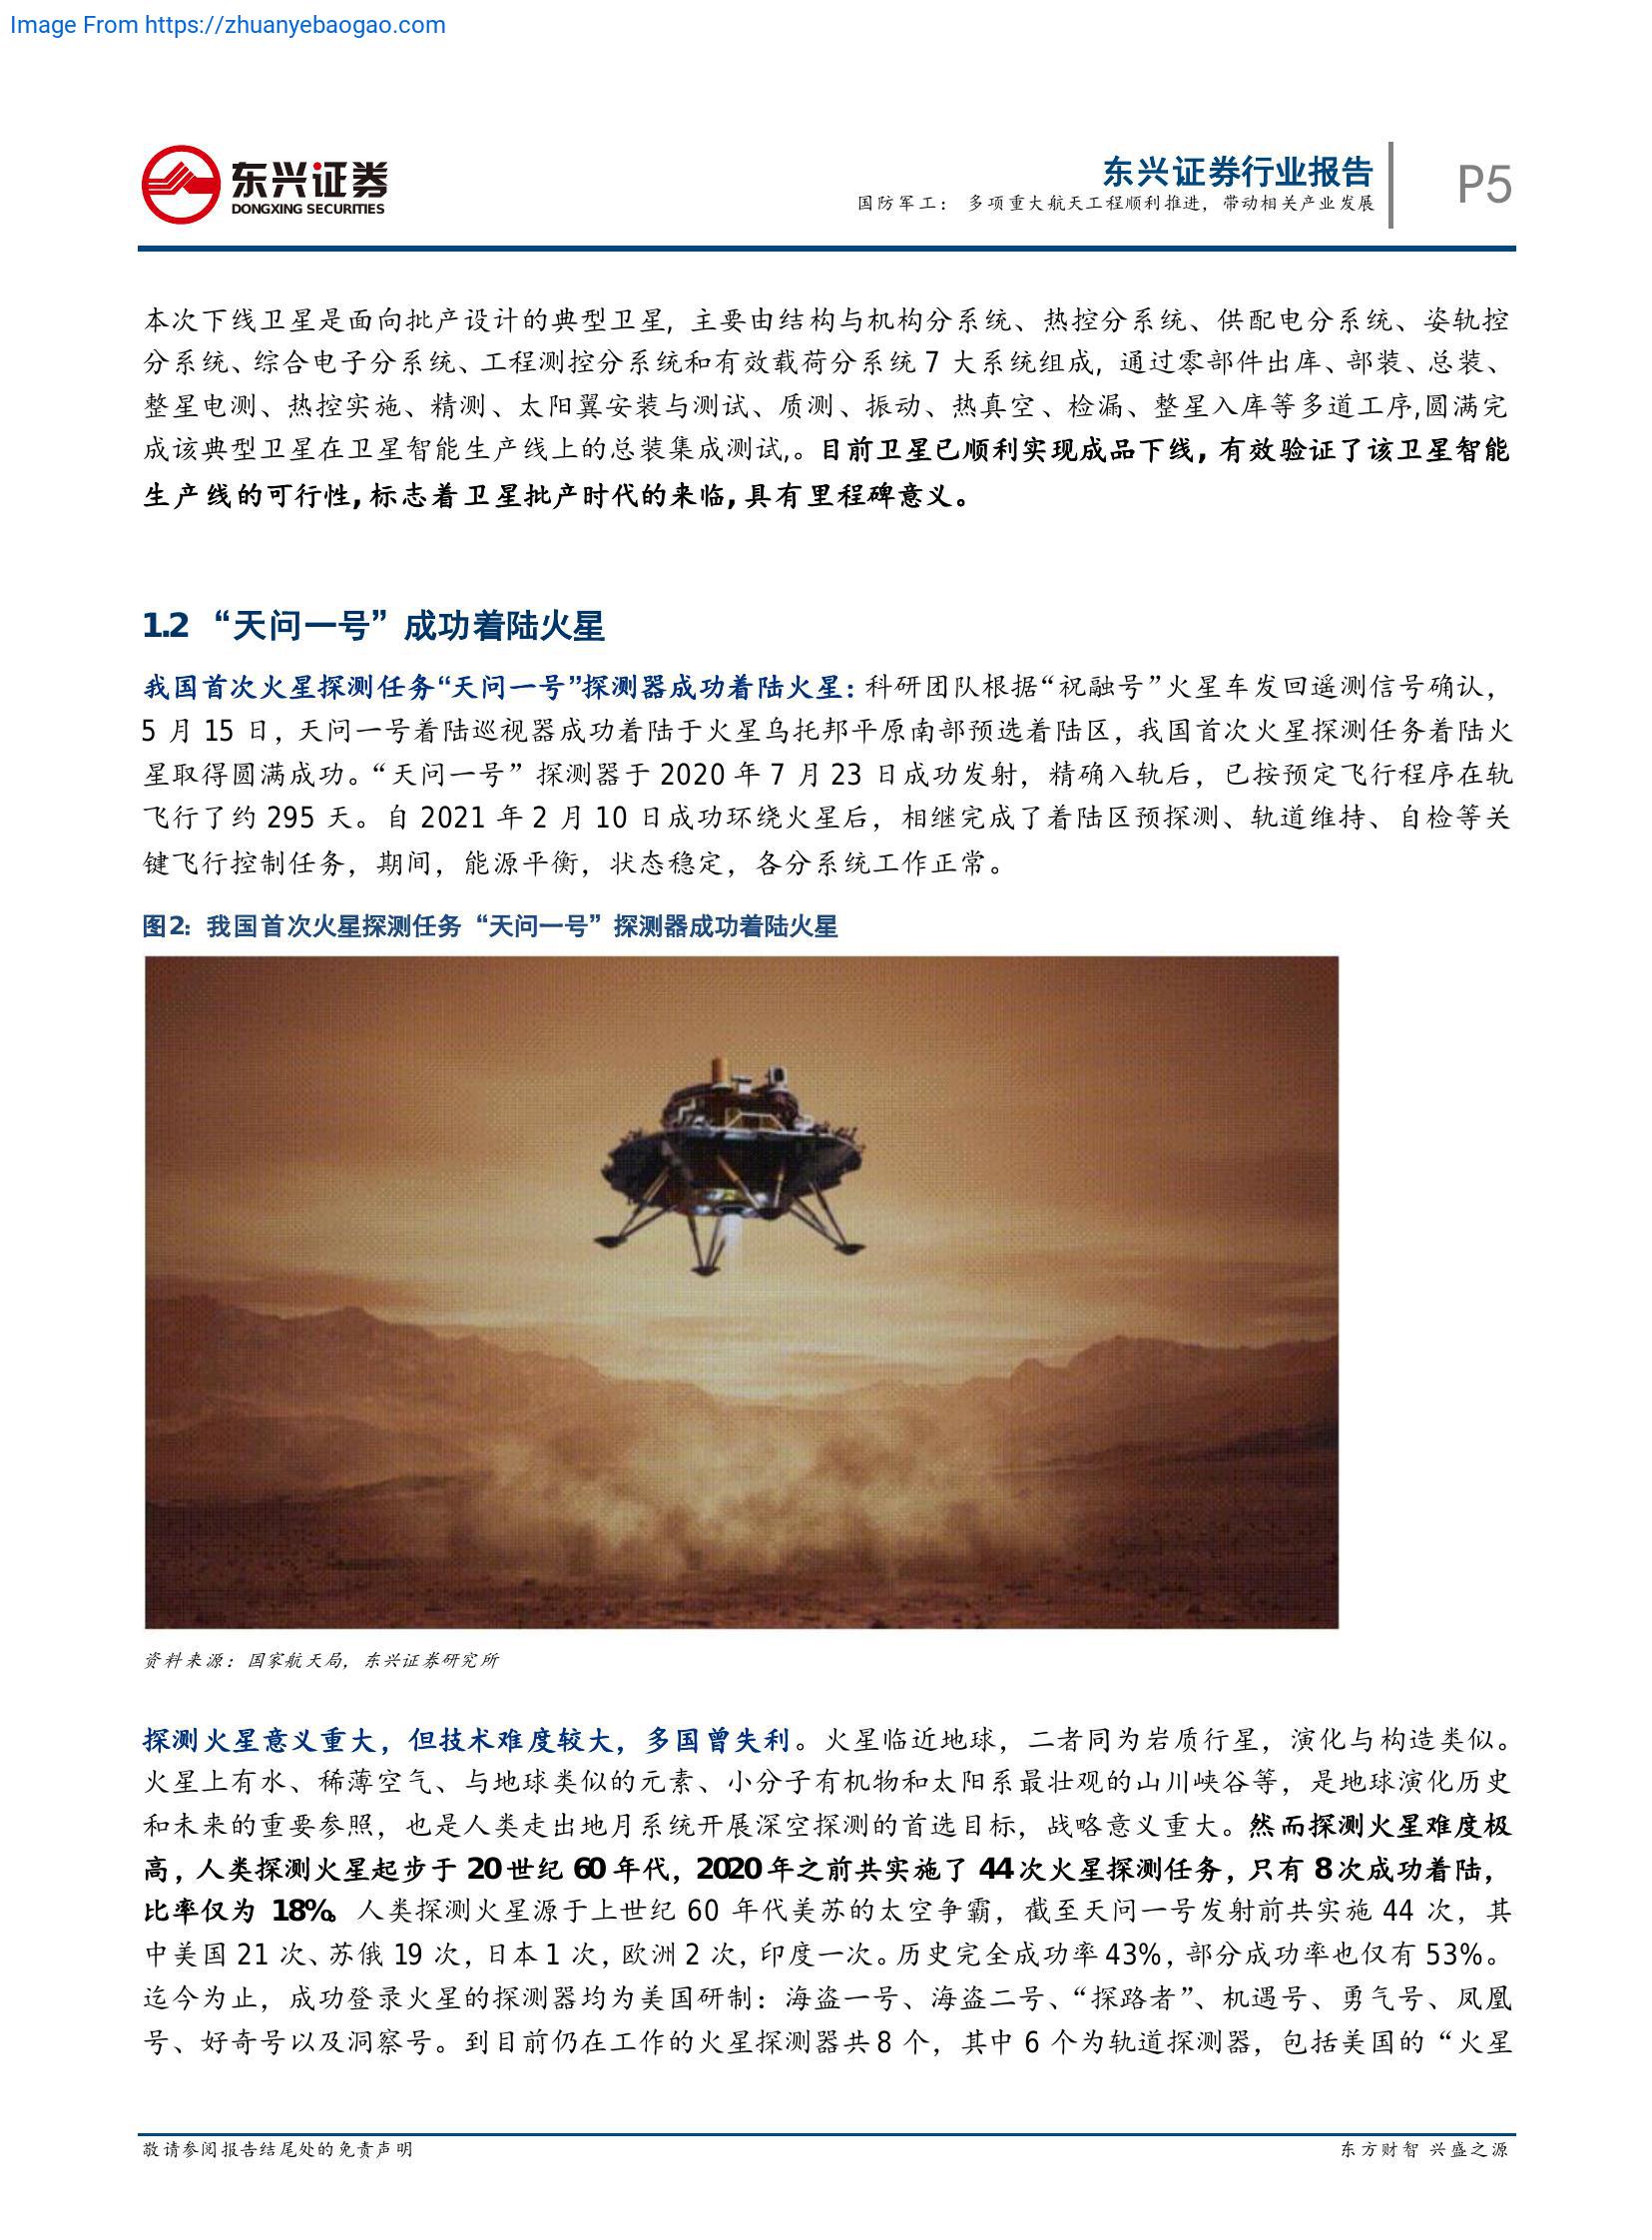 Image From https://zhuanyebaogao.com
东兴证券
DONGXING SECURITIES
东兴证券行业报告
国防军工： 多项重大航天工程顺利推进，带动相关产业发展
P5
本次下线卫星是面向批产设计的典型卫星, 主要由结构与机构分系统、热控分系统、供配电分系统、姿轨控
分系统、综合电子分系统、工程测控分系统和有效载荷分系统 7 大系统组成, 通过零部件出库、部装、总装、
整星电测、热控实施、精测、太阳翼安装与测试、质测、振动、热真空、检漏、整星入库等多道工序,圆满完
成该典型卫星在卫星智能生产线上的总装集成测试,。目前卫星已顺利实现成品下线, 有效验证了该卫星智能
生产线的可行性, 标志着卫星批产时代的来临, 具有里程碑意义。
1.2 “天问一号”成功着陆火星
我国首次火星探测任务“天问一号”探测器成功着陆火星: 科研团队根据“祝融号”火星车发回遥测信号确认，
5 月 15 日，天问一号着陆巡视器成功着陆于火星乌托邦平原南部预选着陆区，我国首次火星探测任务着陆火
星取得圆满成功。“天问一号”探测器于 2020 年 7 月 23 日成功发射，精确入轨后，已按预定飞行程序在轨
飞行了约 295 天。自 2021 年 2 月 10 日成功环绕火星后，相继完成了着陆区预探测、轨道维持、自检等关
键飞行控制任务，期间，能源平衡，状态稳定，各分系统工作正常。
图2：我国首次火星探测任务“天问一号”探测器成功着陆火星
资料来源：国家航天局，东兴证券研究所
探测火星意义重大，但技术难度较大，多国曾失利。火星临近地球，二者同为岩质行星，演化与构造类似。
火星上有水、稀薄空气、与地球类似的元素、小分子有机物和太阳系最壮观的山川峡谷等，是地球演化历史
和未来的重要参照，也是人类走出地月系统开展深空探测的首选目标，战略意义重大。然而探测火星难度极
高，人类探测火星起步于 20 世纪 60 年代，2020 年之前共实施了 44 次火星探测任务，只有 8 次成功着陆，
比率仅为 18%。人类探测火星源于上世纪 60 年代美苏的太空争霸，截至天问一号发射前共实施 44 次，其
中美国 21 次、苏俄 19 次，日本 1 次，欧洲 2 次，印度一次。历史完全成功率 43%，部分成功率也仅有 53%。
迄今为止，成功登录火星的探测器均为美国研制：海盗一号、海盗二号、“探路者”、机遇号、勇气号、凤凰
号、好奇号以及洞察号。到目前仍在工作的火星探测器共 8 个，其中 6 个为轨道探测器，包括美国的“火星
敬请参阅报告结尾处的免责声明
东方财智 兴盛之源